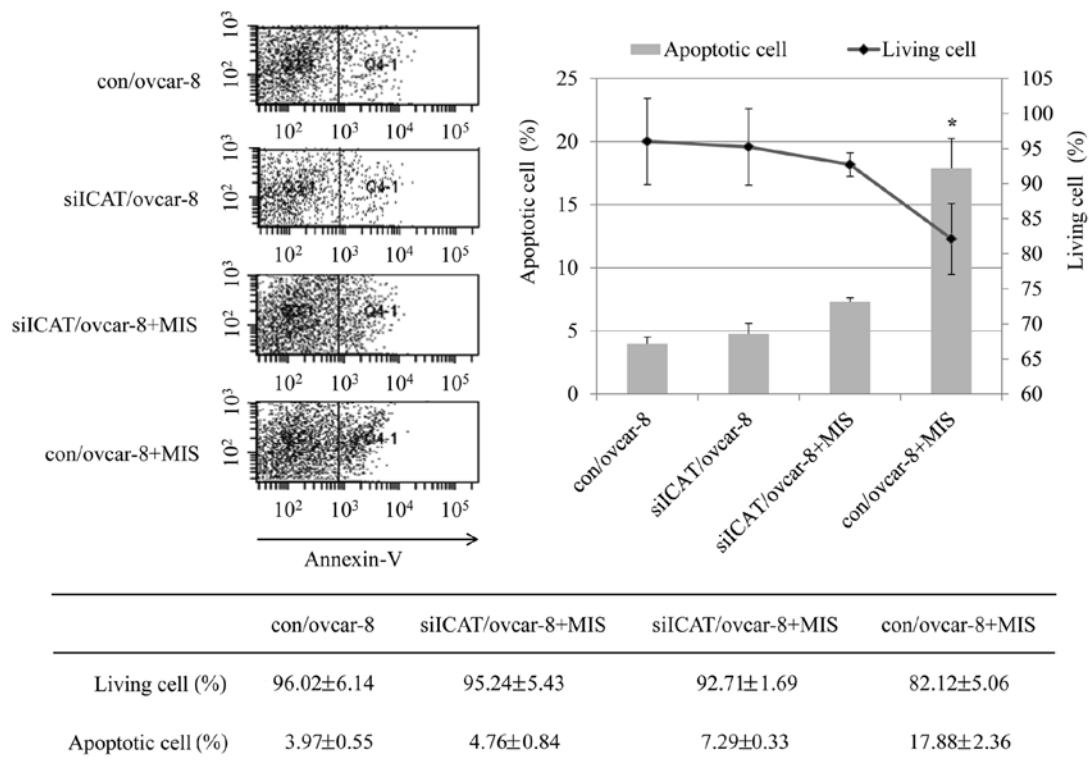 con/ovcar-8
10³
10²
Q3-1
Q4-1
10² 10³ 10⁴ 10⁵
siICAT/ovcar-8
10³
10²
Q3-1
Q4-1
10² 10³ 10⁴ 10⁵
siICAT/ovcar-8+MIS
10³
10²
Q4-1
10² 10³ 10⁴ 10⁵
con/ovcar-8+MIS
10³
10²
Q4-1
10² 10³ 10⁴ 10⁵
Annexin-V
Apoptotic cell
Living cell
Apoptotic cell (%)
25
20
15
10
5
0
*
105
100
95
90
85
80
75
70
65
60
Living cell (%)
con/ovcar-8
siICAT/ovcar-8
siICAT/ovcar-8+MIS
con/ovcar-8+MIS
con/ovcar-8 siICAT/ovcar-8+MIS siICAT/ovcar-8+MIS con/ovcar-8+MIS
Living cell (%) 96.02±6.14 95.24±5.43 92.71±1.69 82.12±5.06
Apoptotic cell (%) 3.97±0.55 4.76±0.84 7.29±0.33 17.88±2.36